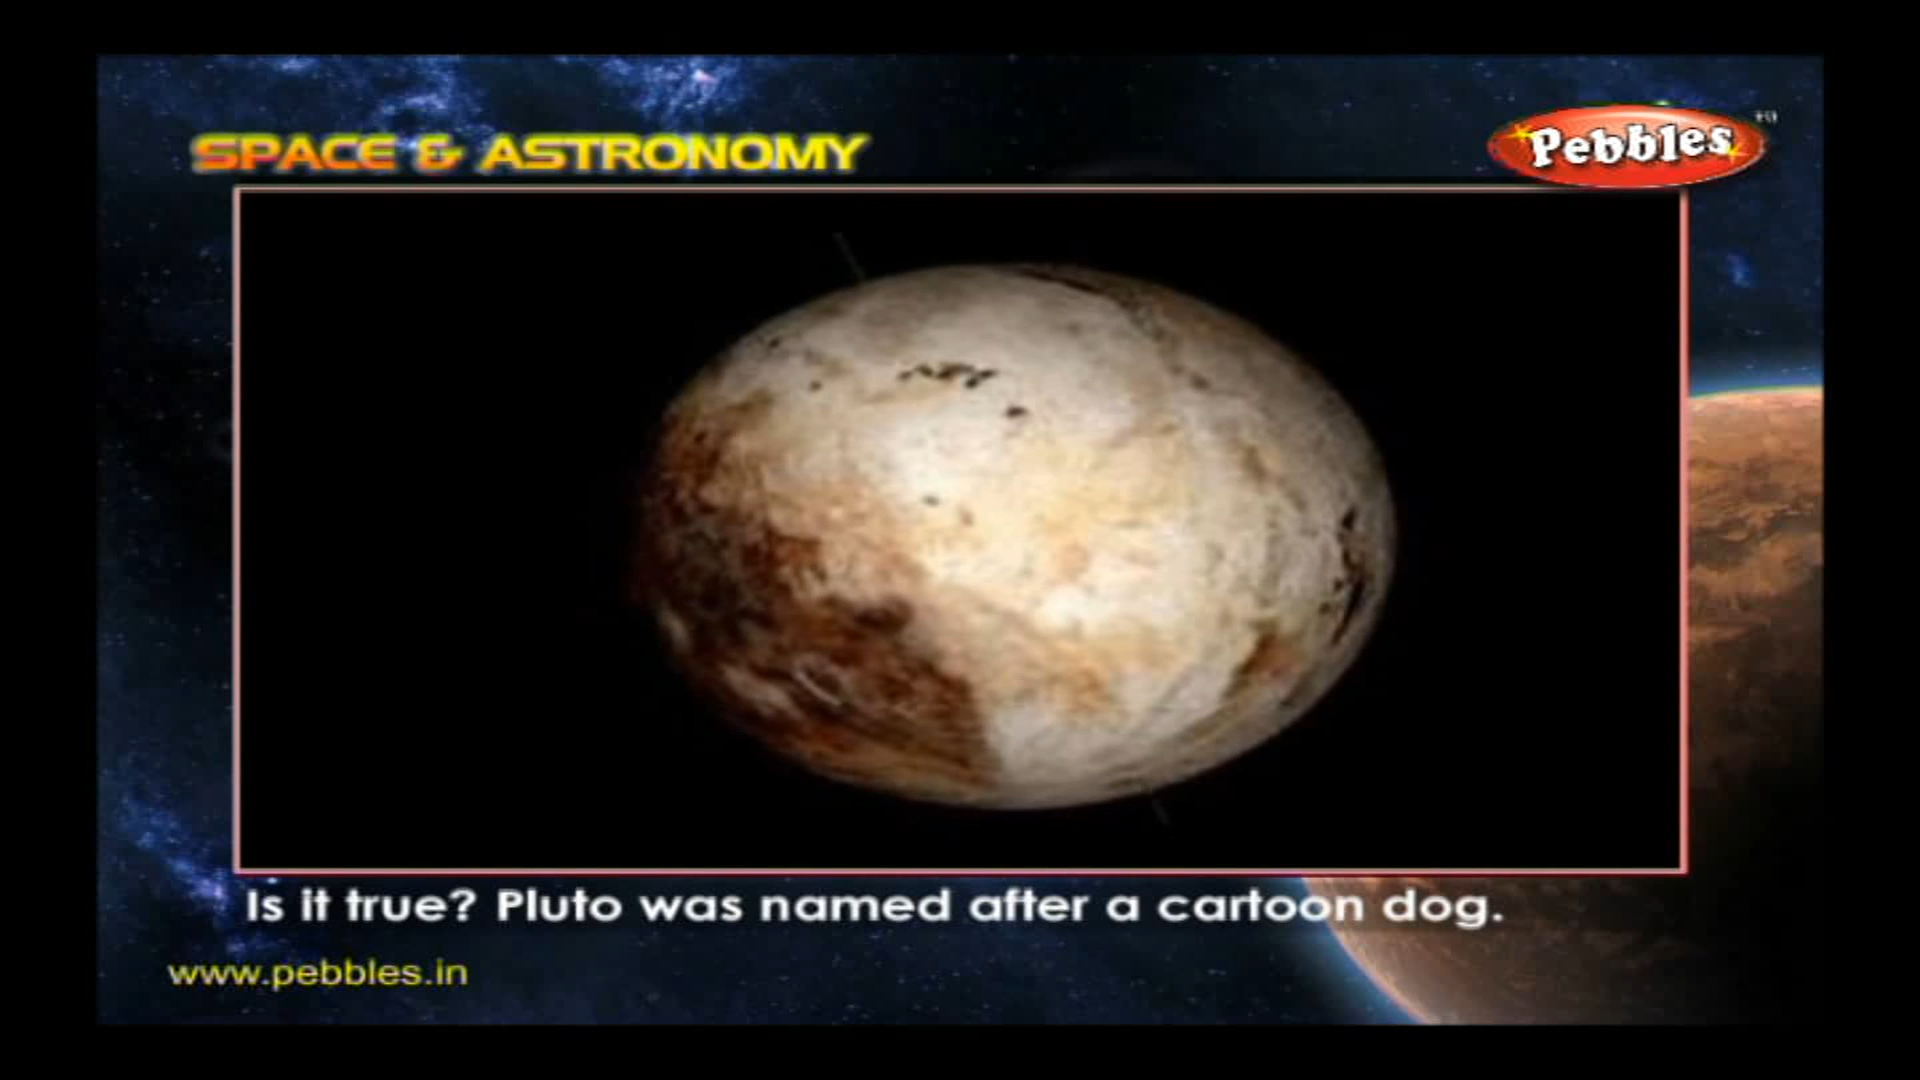 SPACE & ASTRONOMY
Pebbles
Is it true? Pluto was named after a cartoon dog.
www.pebbles.in